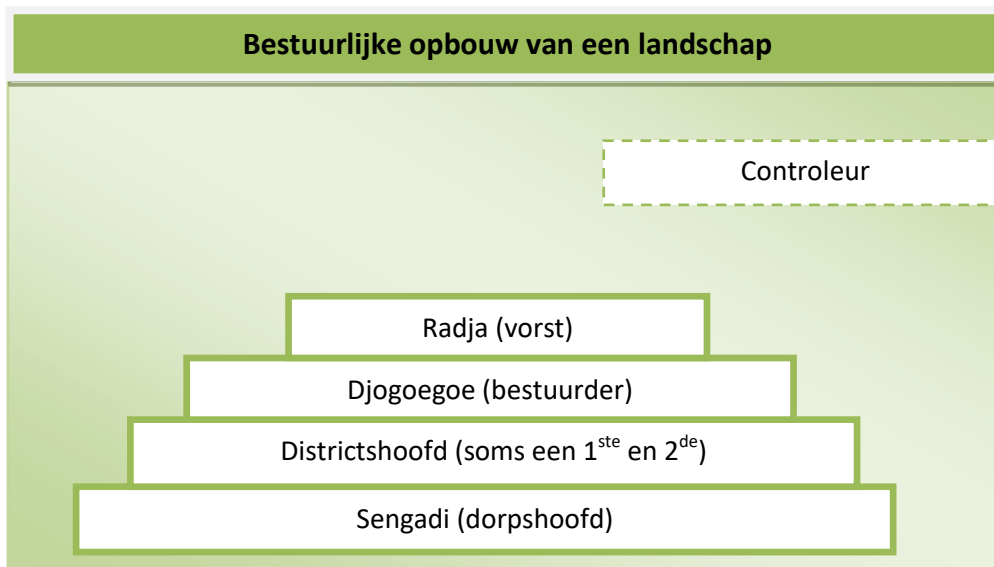 Bestuurlijke opbouw van een landschap
Controleur
Radja (vorst)
Djogoegoe (bestuurder)
Districtshoofd (soms een 1ste en 2de)
Sengadi (dorpshoofd)